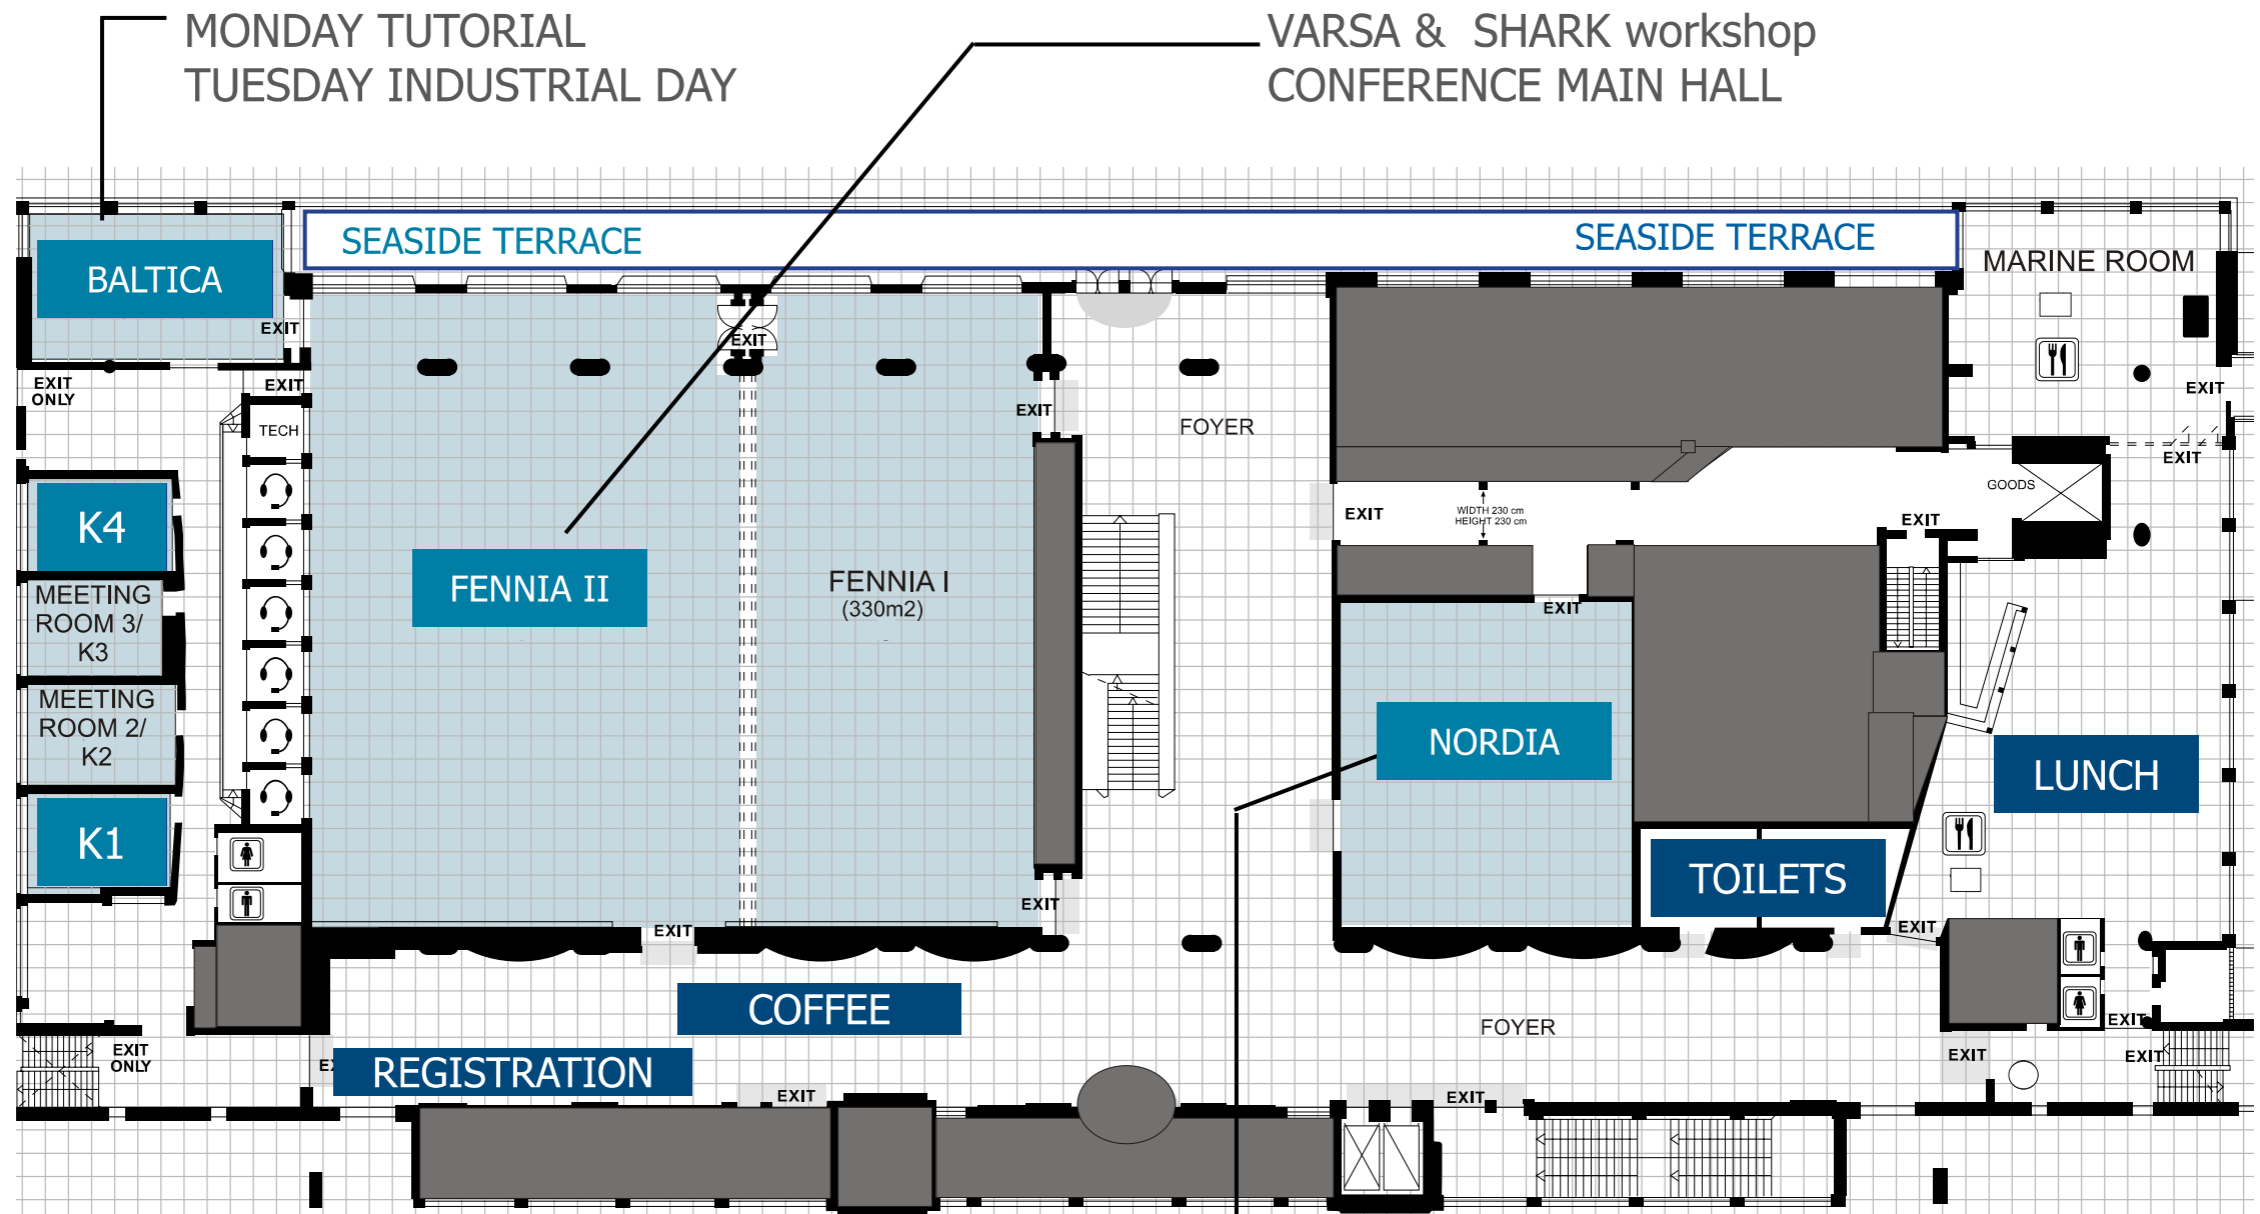 MONDAY TUTORIAL
TUESDAY INDUSTRIAL DAY
VARSA & SHARK workshop
CONFERENCE MAIN HALL
SEASIDE TERRACE
SEASIDE TERRACE
BALTICA
MARINE ROOM
EXIT
EXIT
EXIT
ONLY
EXIT
EXIT
EXIT
TECH
FOYER
EXIT
EXIT
GOODS
K4
EXIT
WIDTH 230 cm
HEIGHT 230 cm
EXIT
FENNIA II
FENNIA I
(330m2)
MEETING
ROOM 3/
K3
EXIT
MEETING
ROOM 2/
K2
NORDIA
LUNCH
K1
TOILETS
EXIT
EXIT
EXIT
COFFEE
FOYER
EXIT
EXIT
ONLY
EXIT
EXIT
REGISTRATION
EXIT
EXIT